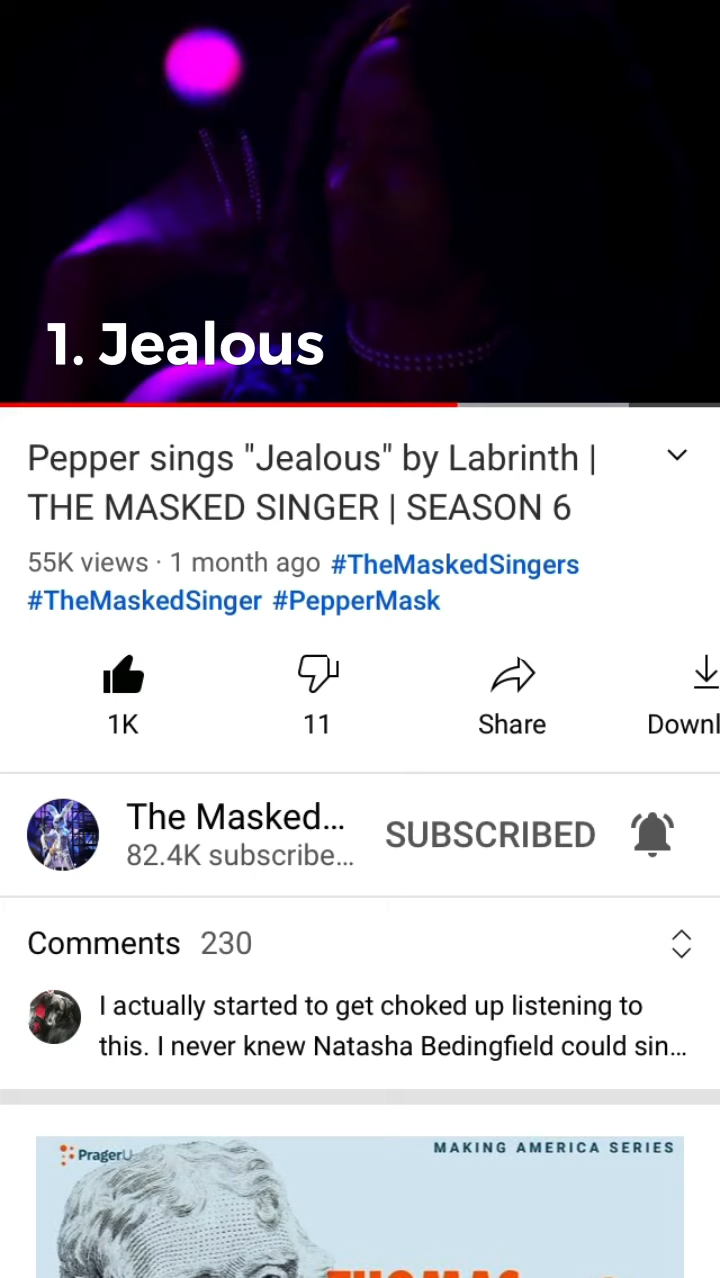 1. Jealous
Pepper sings "Jealous" by Labrinth |
THE MASKED SINGER | SEASON 6
55K views · 1 month ago #TheMaskedSingers
#TheMaskedSinger #PepperMask
1K
11
Share
Downl
The Masked...
SUBSCRIBED
82.4K subscribe...
Comments 230
I actually started to get choked up listening to
this. I never knew Natasha Bedingfield could sin...
PragerU
MAKING AMERICA SERIES
THOMAS